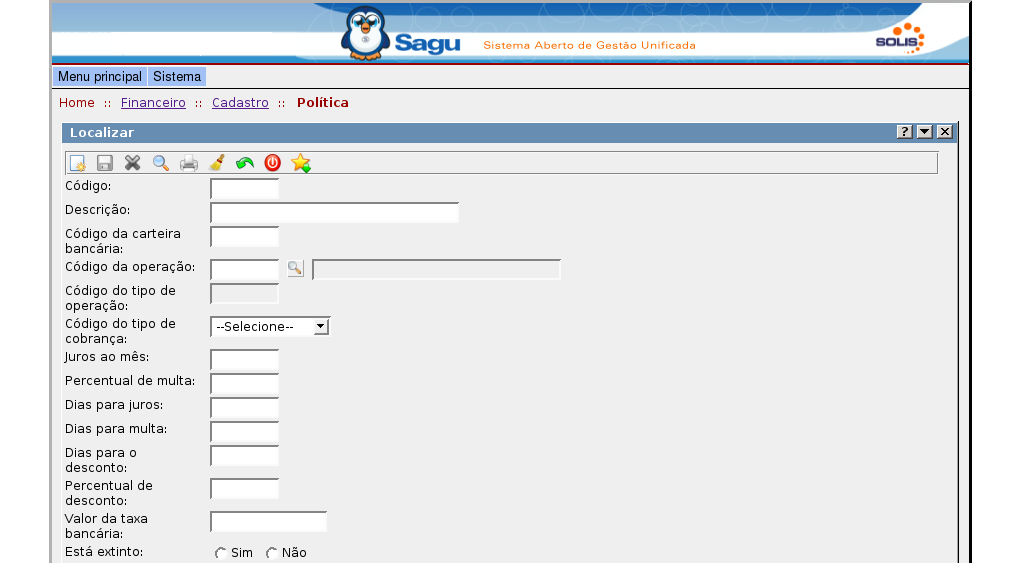 Sagu Sistema Aberto de Gestão Unificada SOLIS
Menu principal Sistema
Home :: Financeiro :: Cadastro :: Política
Localizar
Código:
Descrição:
Código da carteira
bancária:
Código da operação:
Código do tipo de
operação:
Código do tipo de
cobrança:
--Selecione--
Juros ao mês:
Percentual de multa:
Dias para juros:
Dias para multa:
Dias para o
desconto:
Percentual de
desconto:
Valor da taxa
bancária:
Está extinto: Sim Não